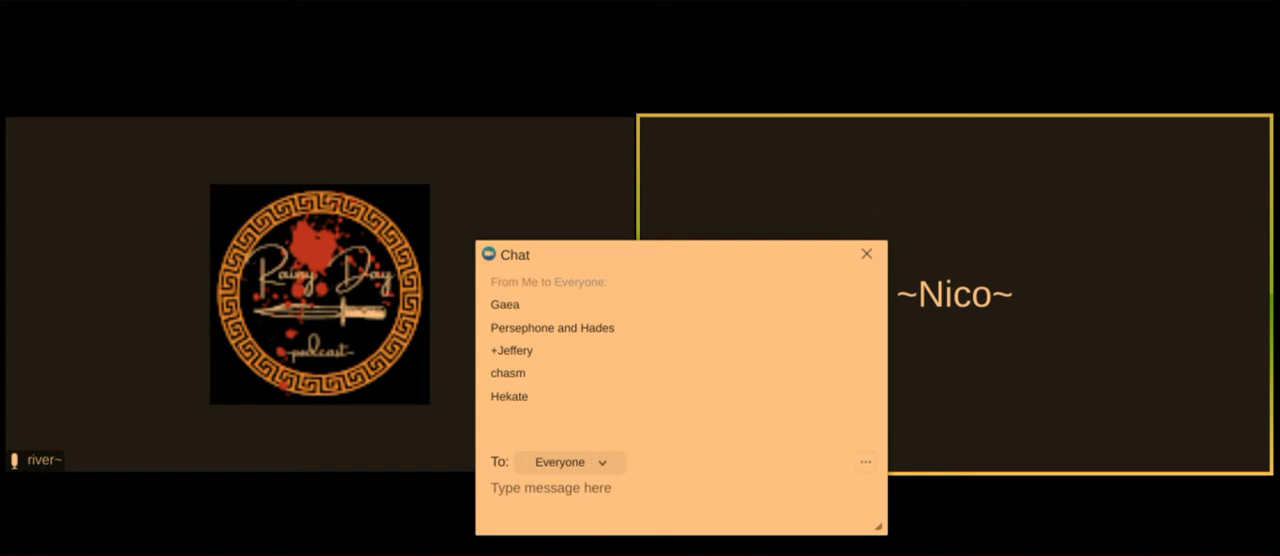 Rainy Day
podcast
river~
Chat
From Me to Everyone:
Gaea
Persephone and Hades
+Jeffery
chasm
Hekate
To: Everyone
Type message here
~Nico~